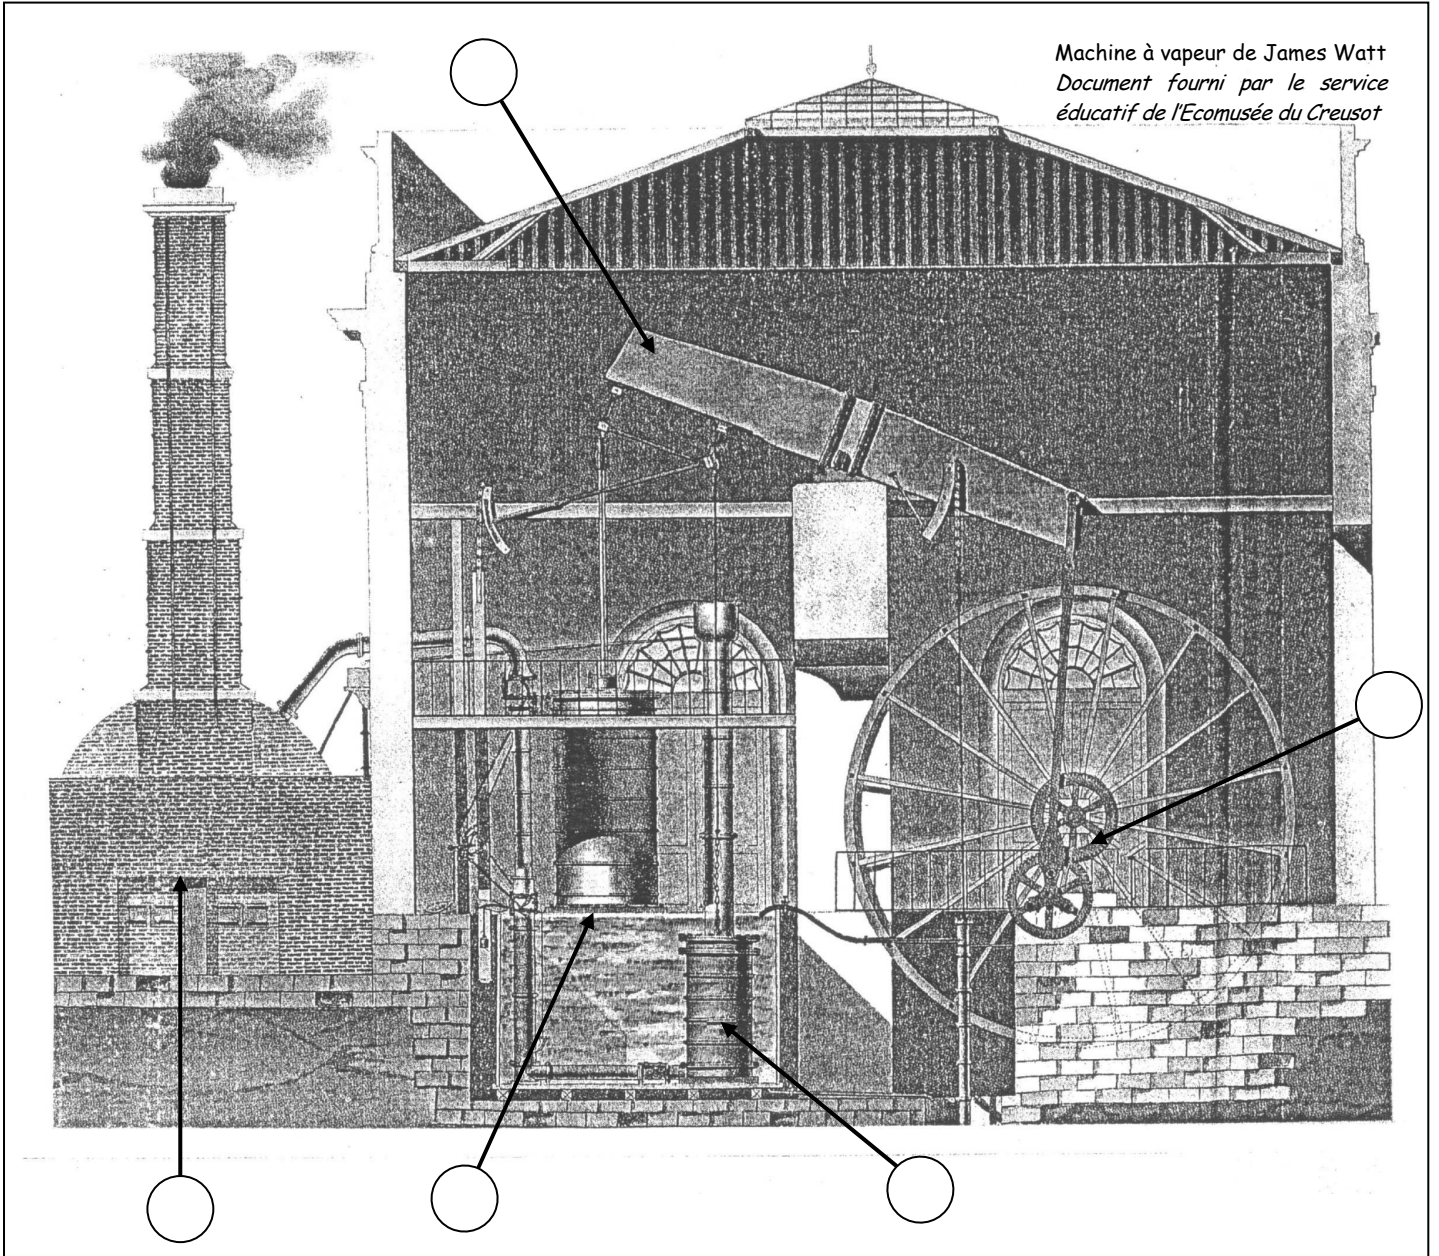 Machine à vapeur de James Watt
Document fourni par le service
éducatif de l'Ecomusée du Creusot